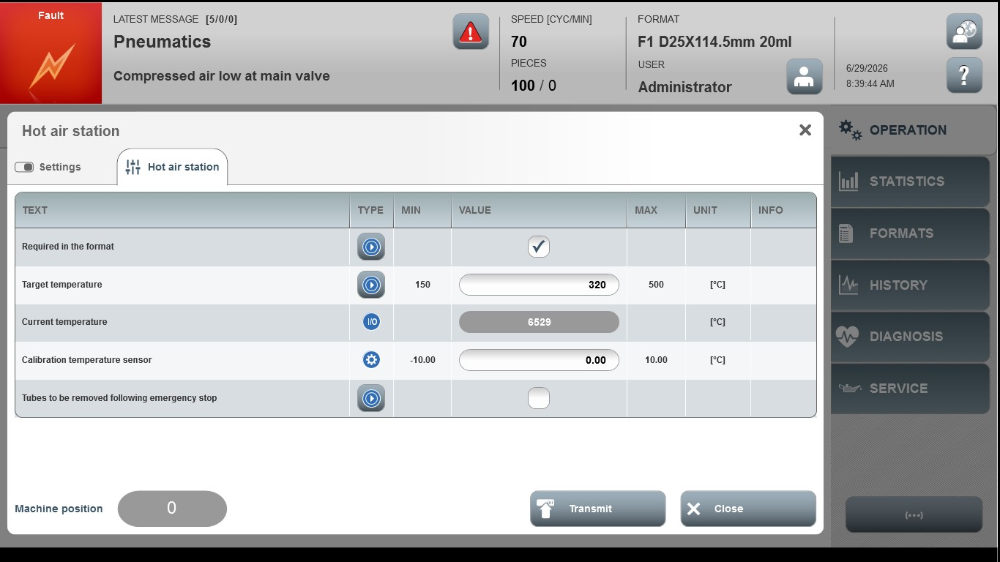 Fault
LATEST MESSAGE [5/0/0]
Pneumatics
Compressed air low at main valve
SPEED [CYC/MIN]
70
PIECES
100 / 0
FORMAT
F1 D25X114.5mm 20ml
USER
Administrator
6/29/2026
8:39:44 AM
?
Hot air station
Settings
Hot air station
TEXT TYPE MIN VALUE MAX UNIT INFO
Required in the format
Target temperature 150 320 500 [°C]
Current temperature I/O 6529 [°C]
Calibration temperature sensor -10.00 0.00 10.00 [°C]
Tubes to be removed following emergency stop
Machine position 0
Transmit
Close
OPERATION
STATISTICS
FORMATS
HISTORY
DIAGNOSIS
SERVICE
(•••)